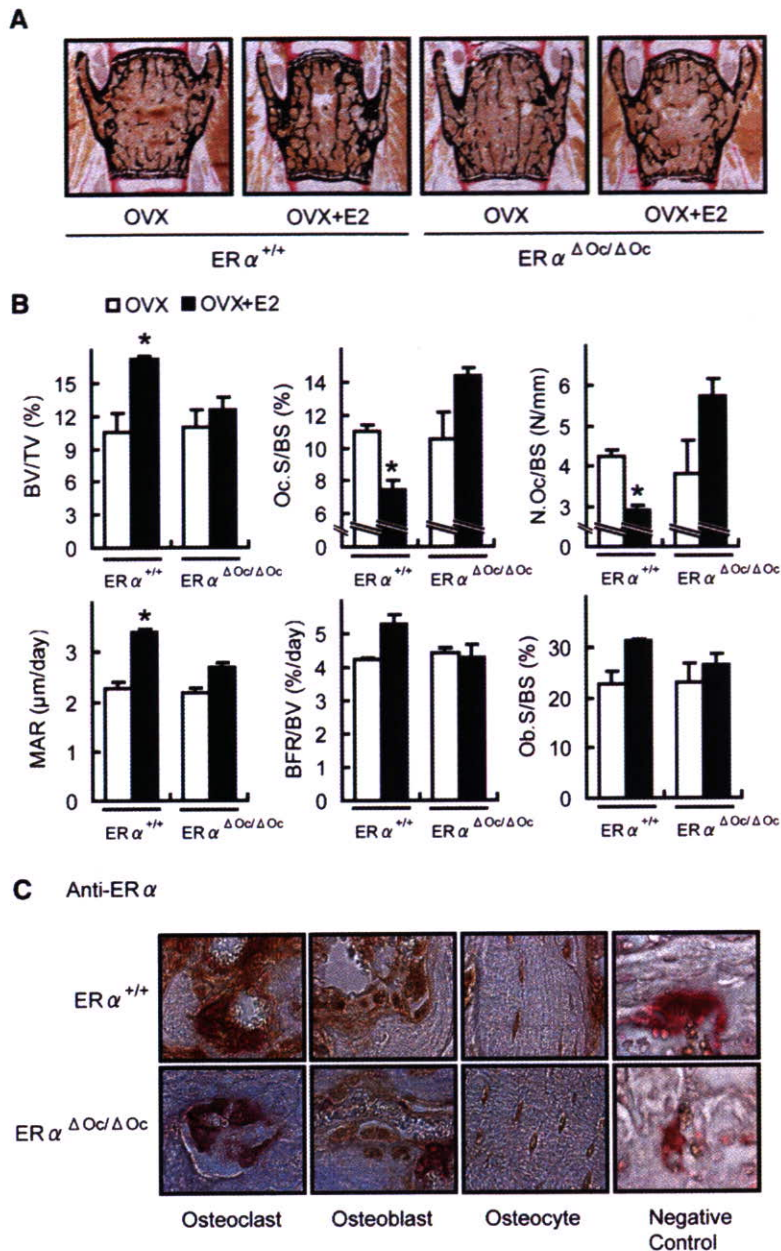 A
OVX OVX+E2 OVX OVX+E2
ERα+/+ ERαΔOc/ΔOc
B
OVX OVX+E2
BV/TV (%)
15
12
9
6
3
0
*
ERα+/+ ERαΔOc/ΔOc
Oc.S/BS (%)
14
12
10
8
6
0
*
ERα+/+ ERαΔOc/ΔOc
N.Oc/BS (N/mm)
6
5
4
3
0
*
ERα+/+ ERαΔOc/ΔOc
MAR (μm/day)
3
2
1
0
*
ERα+/+ ERαΔOc/ΔOc
BFR/BV (%/day)
5
4
3
2
1
0
ERα+/+ ERαΔOc/ΔOc
Ob.S/BS (%)
30
20
10
0
ERα+/+ ERαΔOc/ΔOc
C Anti-ERα
ERα+/+
ERαΔOc/ΔOc
Osteoclast Osteoblast Osteocyte Negative
Control